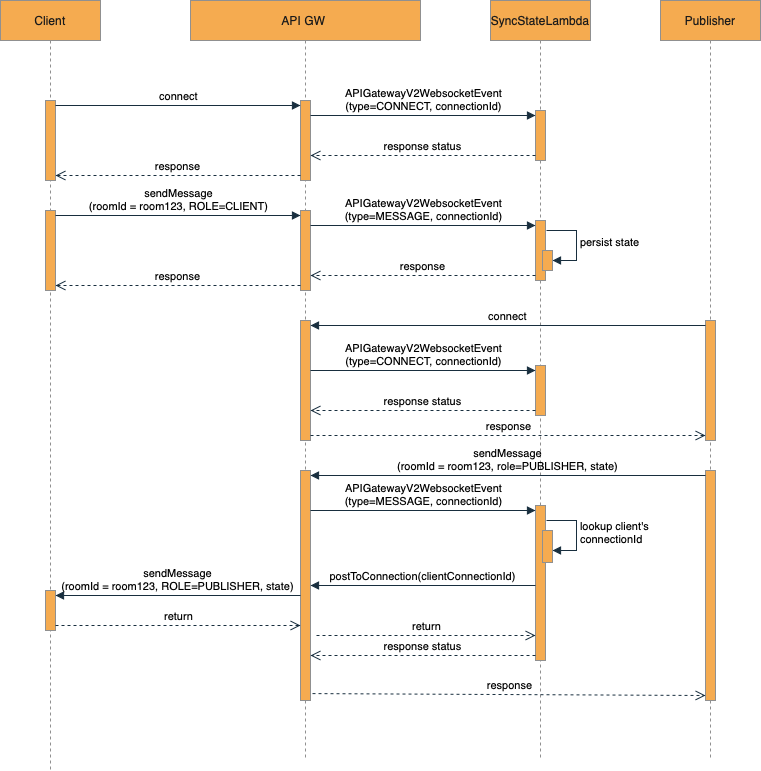 Client
API GW
SyncStateLambda
Publisher
connect
APIGatewayV2WebsocketEvent
(type=CONNECT, connectionId)
response status
response
sendMessage
(roomId = room123, ROLE=CLIENT)
APIGatewayV2WebsocketEvent
(type=MESSAGE, connectionId)
persist state
response
response
connect
APIGatewayV2WebsocketEvent
(type=CONNECT, connectionId)
response status
response
sendMessage
(roomId = room123, role=PUBLISHER, state)
APIGatewayV2WebsocketEvent
(type=MESSAGE, connectionId)
lookup client's
connectionId
postToConnection(clientConnectionId)
sendMessage
(roomId = room123, ROLE=PUBLISHER, state)
return
return
response status
response